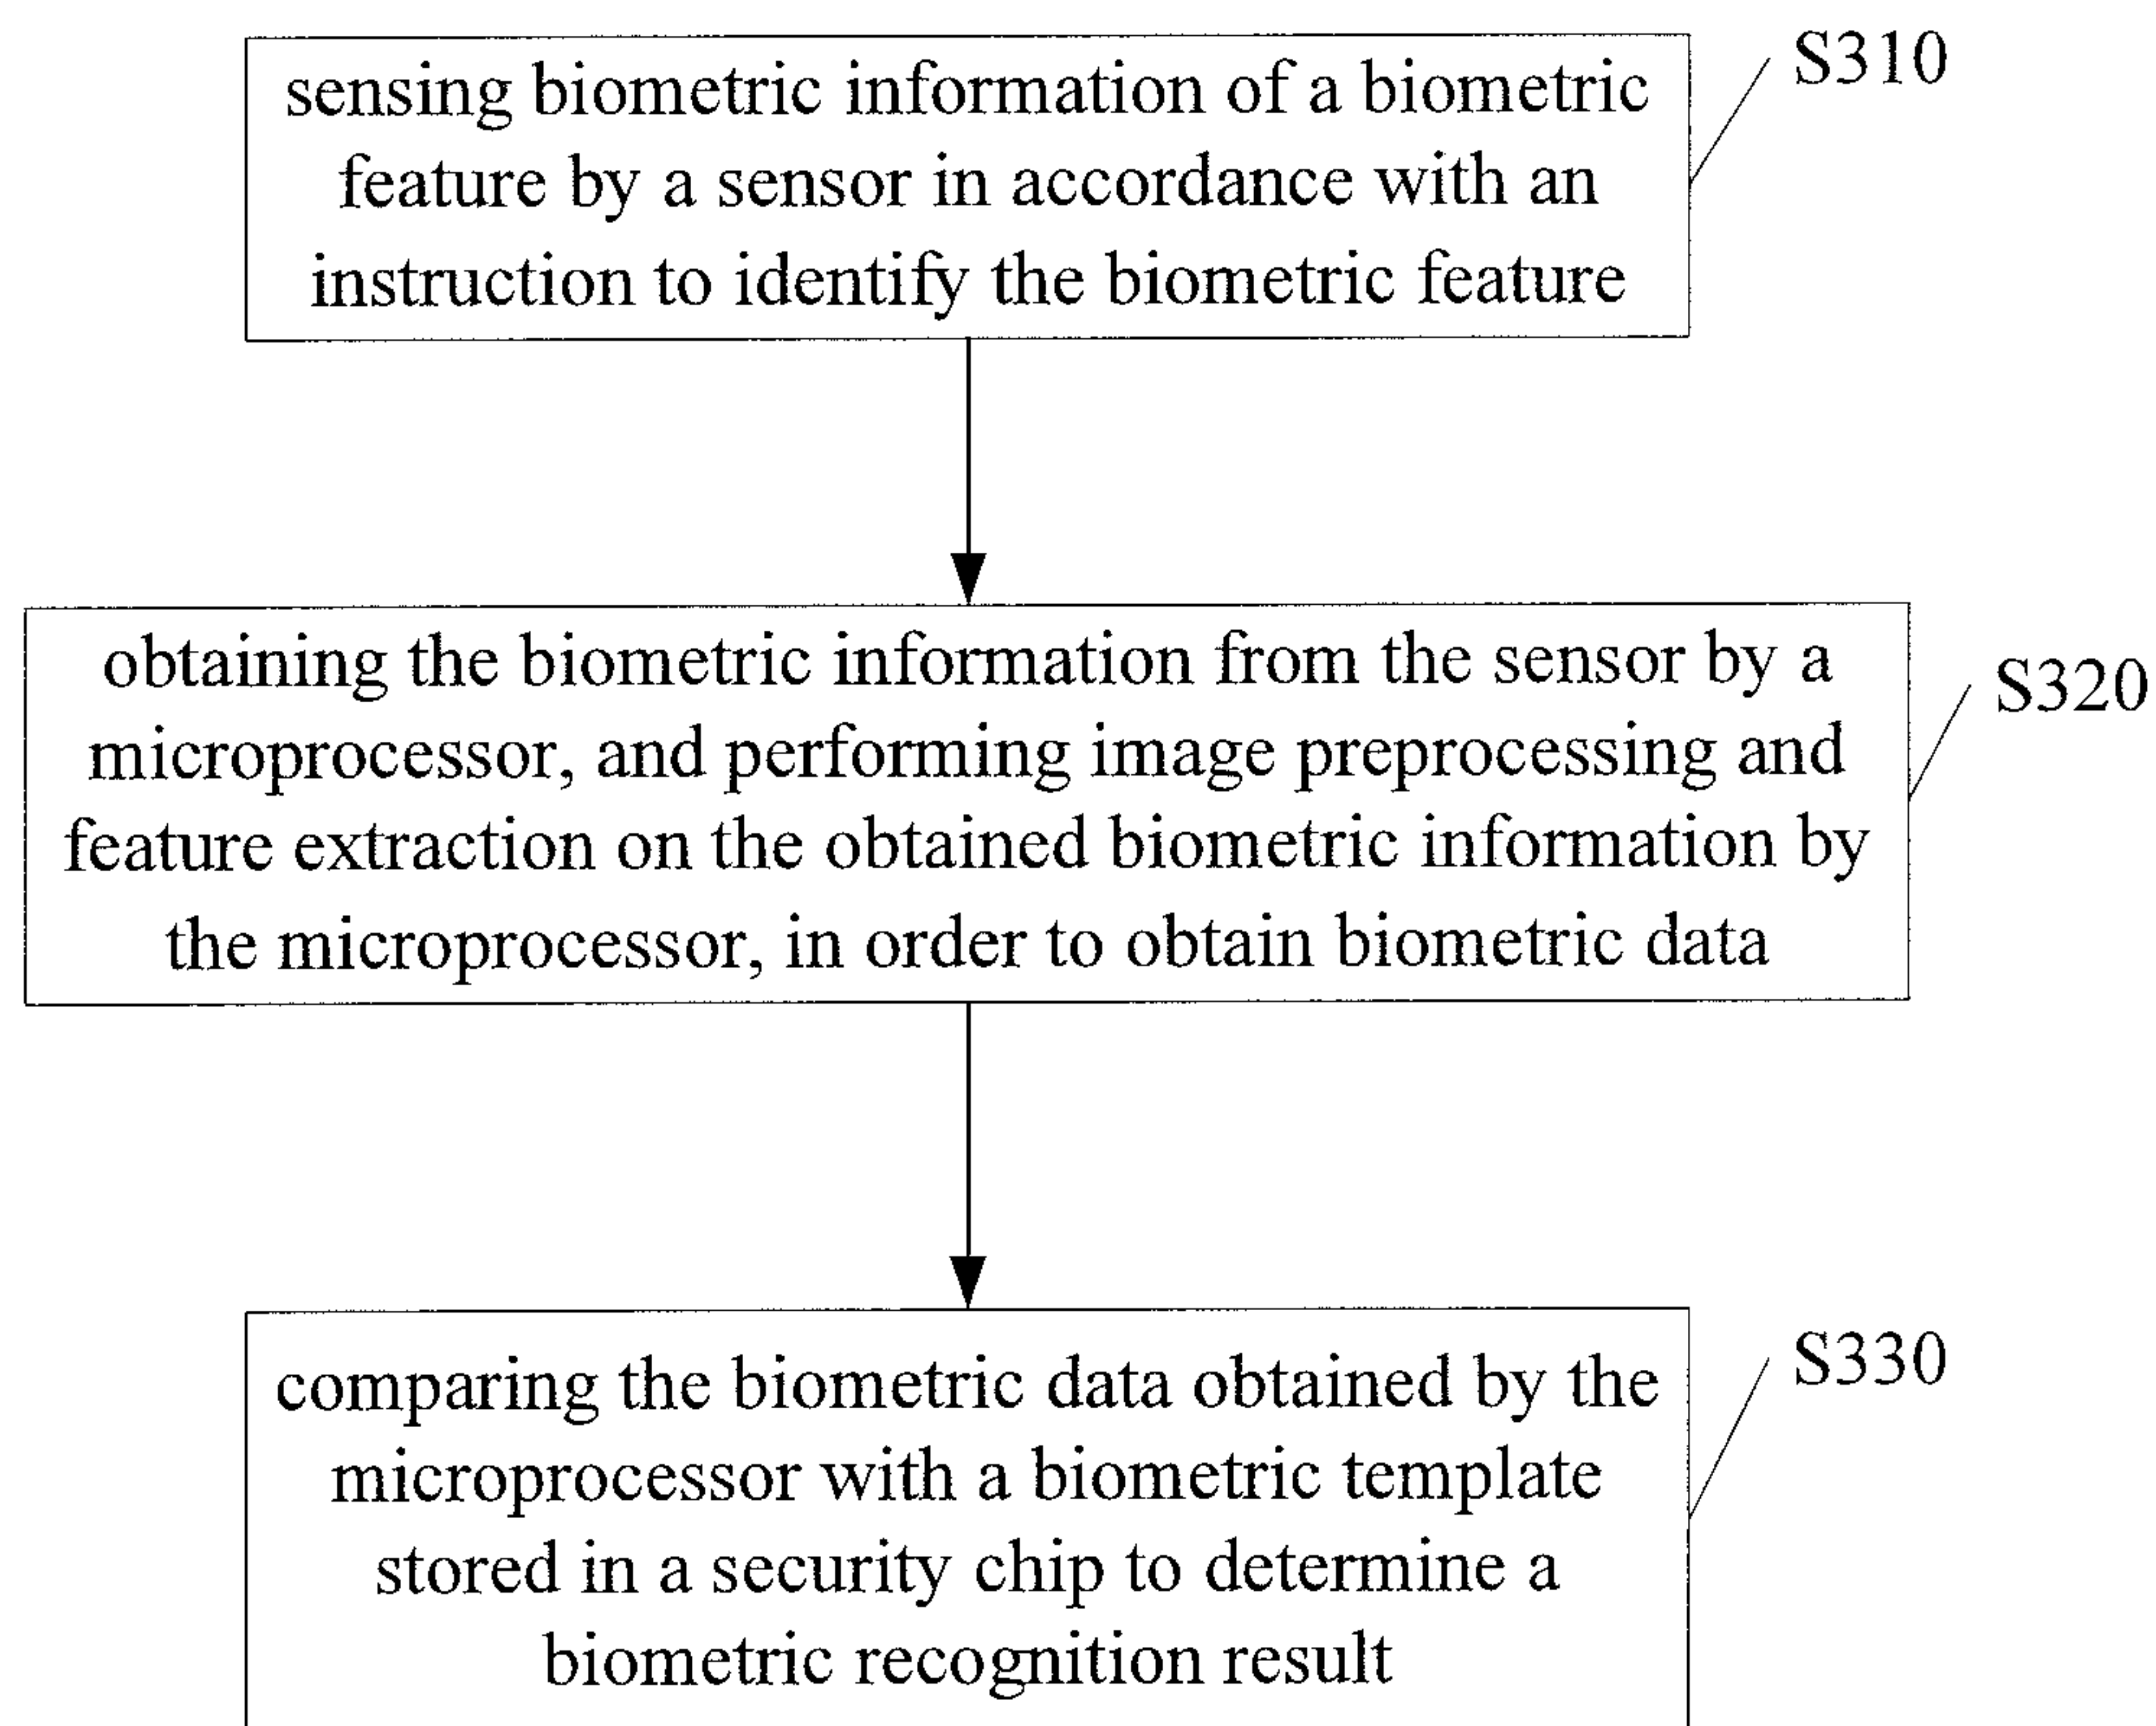 sensing biometric information of a biometric
feature by a sensor in accordance with an
instruction to identify the biometric feature
S310
obtaining the biometric information from the sensor by a
microprocessor, and performing image preprocessing and
feature extraction on the obtained biometric information by
the microprocessor, in order to obtain biometric data
S320
comparing the biometric data obtained by the
microprocessor with a biometric template
stored in a security chip to determine a
biometric recognition result
S330